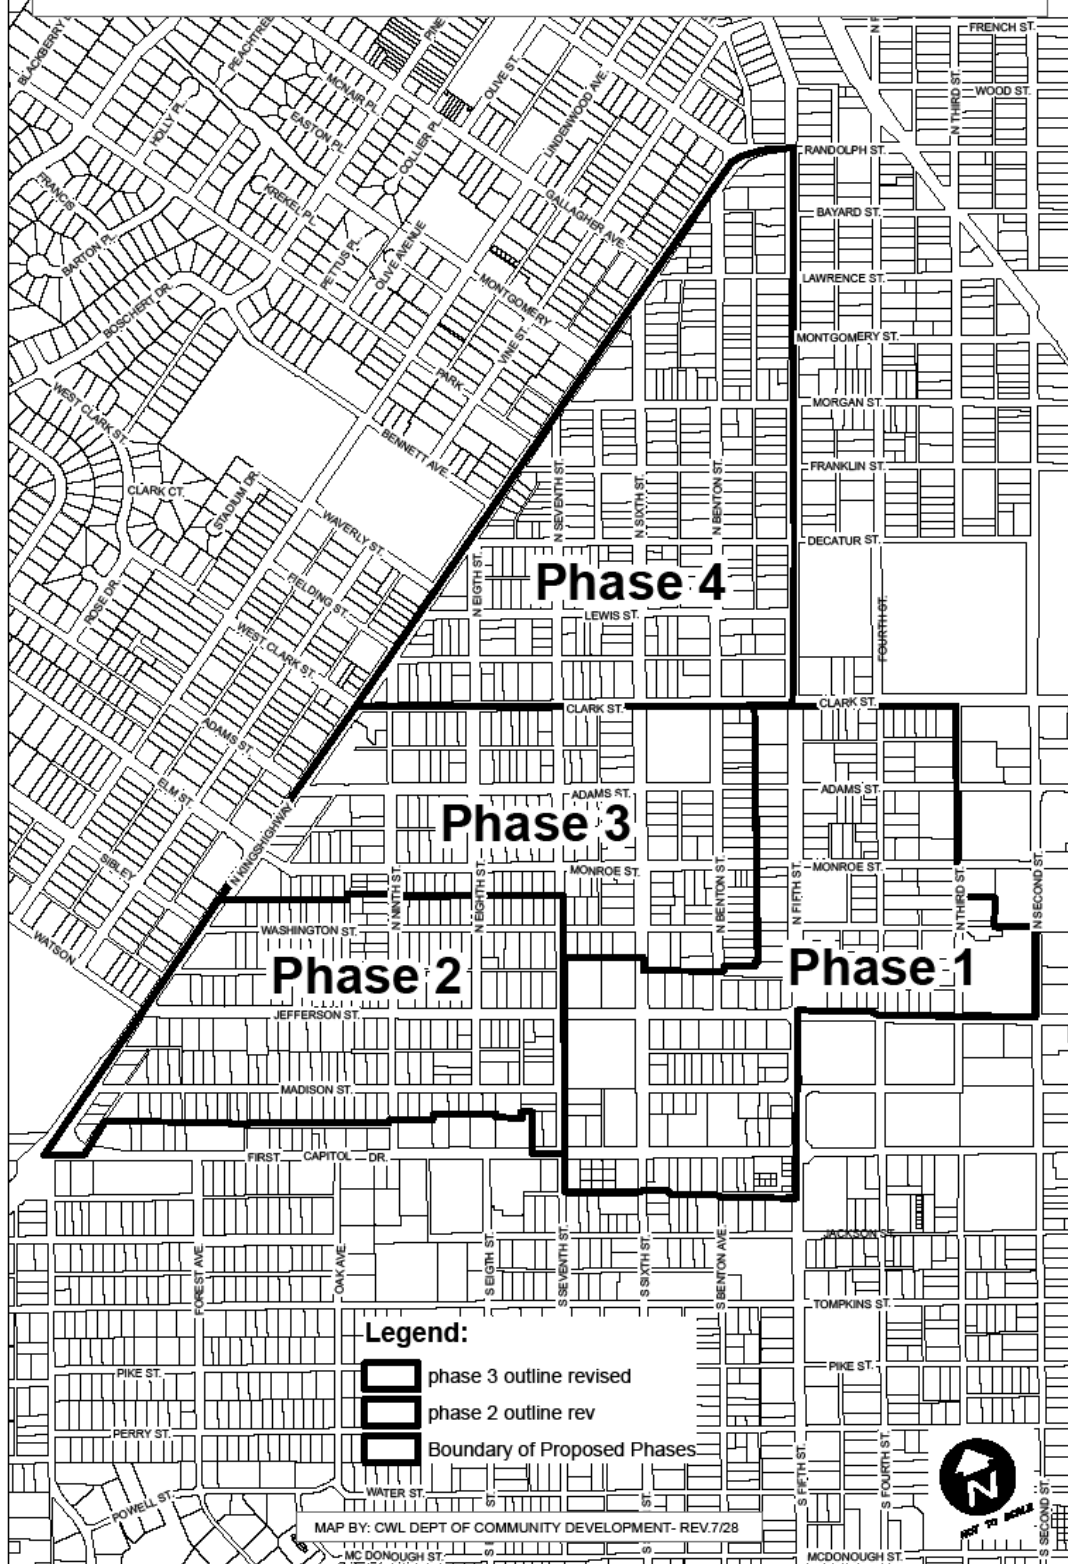 FRENCH ST.
BLACKBERRY
PEACHTREE
PINE
OLIVE ST.
LINDENWOOD AVE.
WOOD ST.
N THIRD ST.
MCNAIR PL.
HOLLY PL.
EASTON PL.
COLLIER PL.
RANDOLPH ST.
FRANCIS
KREKEL PL.
GALLAGHER AVE.
BAYARD ST.
BARTON PL.
PETTUS PL.
OLIVE AVENUE
LAWRENCE ST.
BOSCHERT DR.
MONTGOMERY
VINE ST.
MONTGOMERY ST.
PARK
WEST CLARK ST.
MORGAN ST.
BENNETT AVE.
FRANKLIN ST.
CLARK CT.
STADIUM DR.
N SEVENTH ST.
N SIXTH ST.
N BENTON ST.
WAVERLY ST.
DECATUR ST.
Phase 4
ROSE DR.
FIELDING ST.
N EIGTH ST.
LEWIS ST.
FOURTH ST.
WEST CLARK ST.
CLARK ST.
CLARK ST.
ADAMS ST.
ELM ST.
ADAMS ST.
ADAMS ST.
Phase 3
N KINGSHIGHWAY
SIBLEY
MONROE ST.
MONROE ST.
N NINTH ST.
N EIGHTH ST.
N BENTON ST.
N FIFTH ST.
N THIRD ST.
N SECOND ST.
WATSON
WASHINGTON ST.
Phase 2
Phase 1
JEFFERSON ST.
MADISON ST.
FIRST CAPITOL DR.
FOREST AVE.
OAK AVE.
S EIGTH ST.
S SEVENTH ST.
S SIXTH ST.
S BENTON AVE.
JACKSON ST.
TOMPKINS ST.
Legend:
phase 3 outline revised
phase 2 outline rev
Boundary of Proposed Phases
PIKE ST.
PIKE ST.
PERRY ST.
POWELL ST.
WATER ST.
S FIFTH ST.
S FOURTH ST.
S SECOND ST.
N
NOT TO SCALE
MAP BY: CWL DEPT OF COMMUNITY DEVELOPMENT- REV.7/28
MC DONOUGH ST.
MCDONOUGH ST.